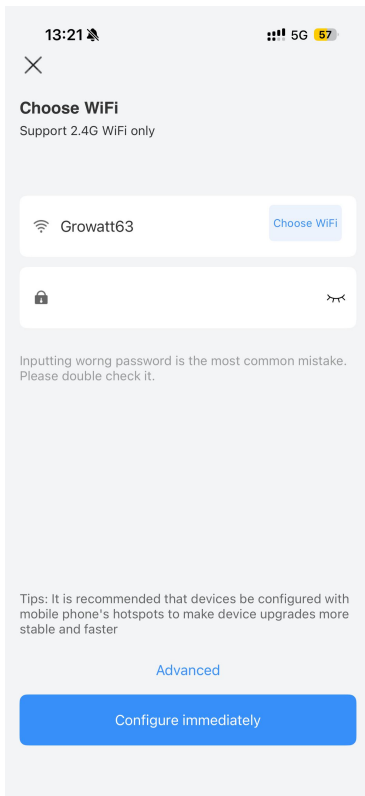 13:21
5G 57
Choose WiFi
Support 2.4G WiFi only
Growatt63
Choose WiFi
Inputting worng password is the most common mistake.
Please double check it.
Tips: It is recommended that devices be configured with
mobile phone's hotspots to make device upgrades more
stable and faster
Advanced
Configure immediately